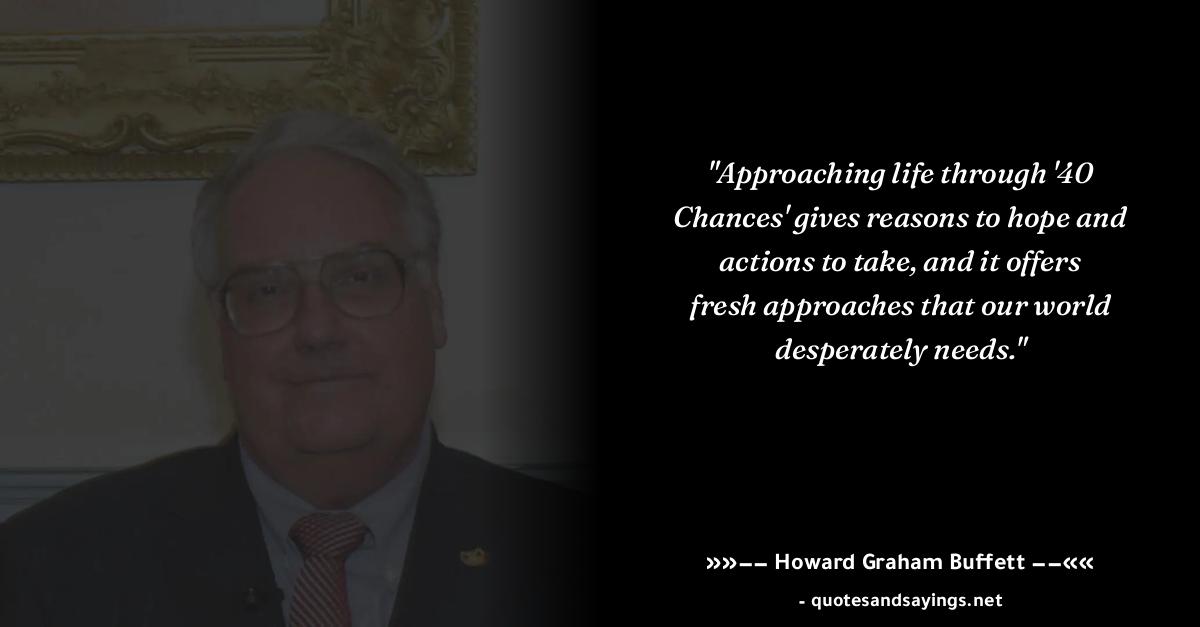 "Approaching life through '40
Chances' gives reasons to hope and
actions to take, and it offers
fresh approaches that our world
desperately needs."
»»−− Howard Graham Buffett −−««
- quotesandsayings.net